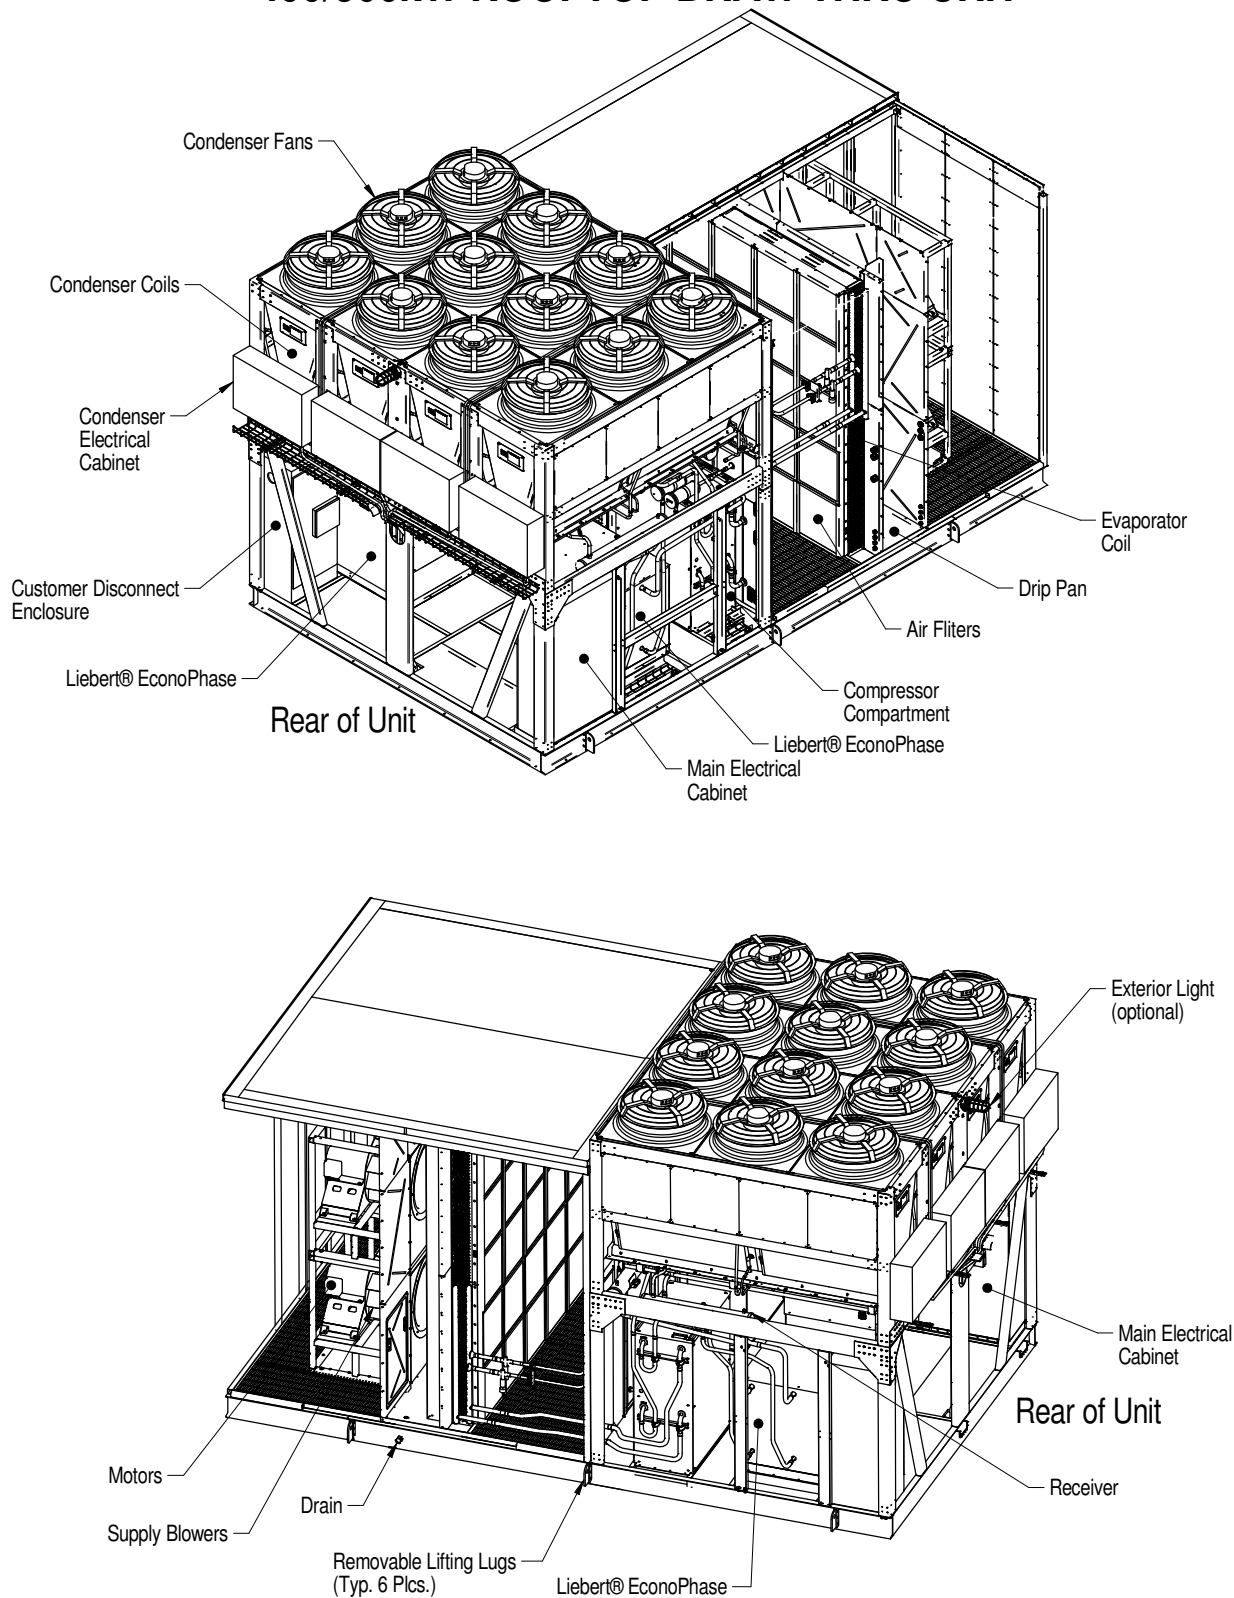 Condenser Fans
Condenser Coils
Condenser
Electrical
Cabinet
Customer Disconnect
Enclosure
Liebert® EconoPhase
Rear of Unit
Evaporator
Coil
Drip Pan
Air Fliters
Compressor
Compartment
Liebert® EconoPhase
Main Electrical
Cabinet
Exterior Light
(optional)
Main Electrical
Cabinet
Rear of Unit
Receiver
Motors
Drain
Supply Blowers
Removable Lifting Lugs
(Typ. 6 Plcs.)
Liebert® EconoPhase